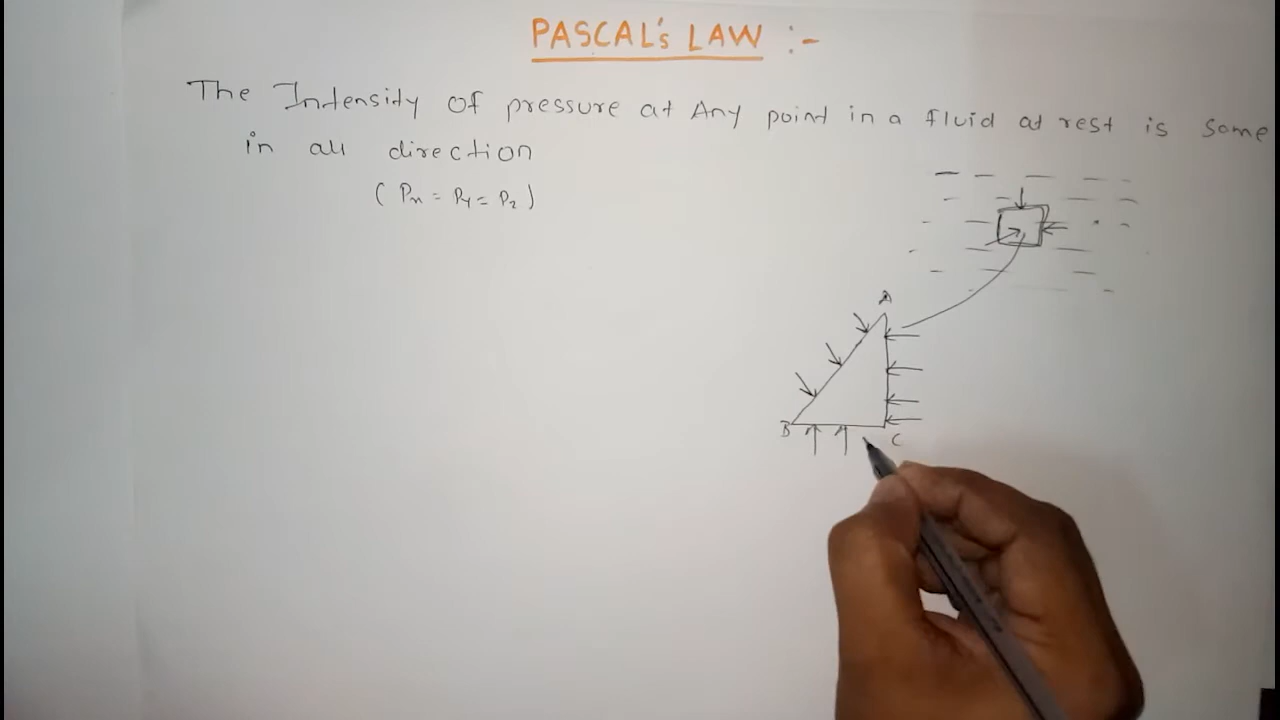 PASCAL's LAW :-
The Intensity of pressure at Any point in a fluid at rest is same
in all direction
( Px = Py = Pz )
A
B
C